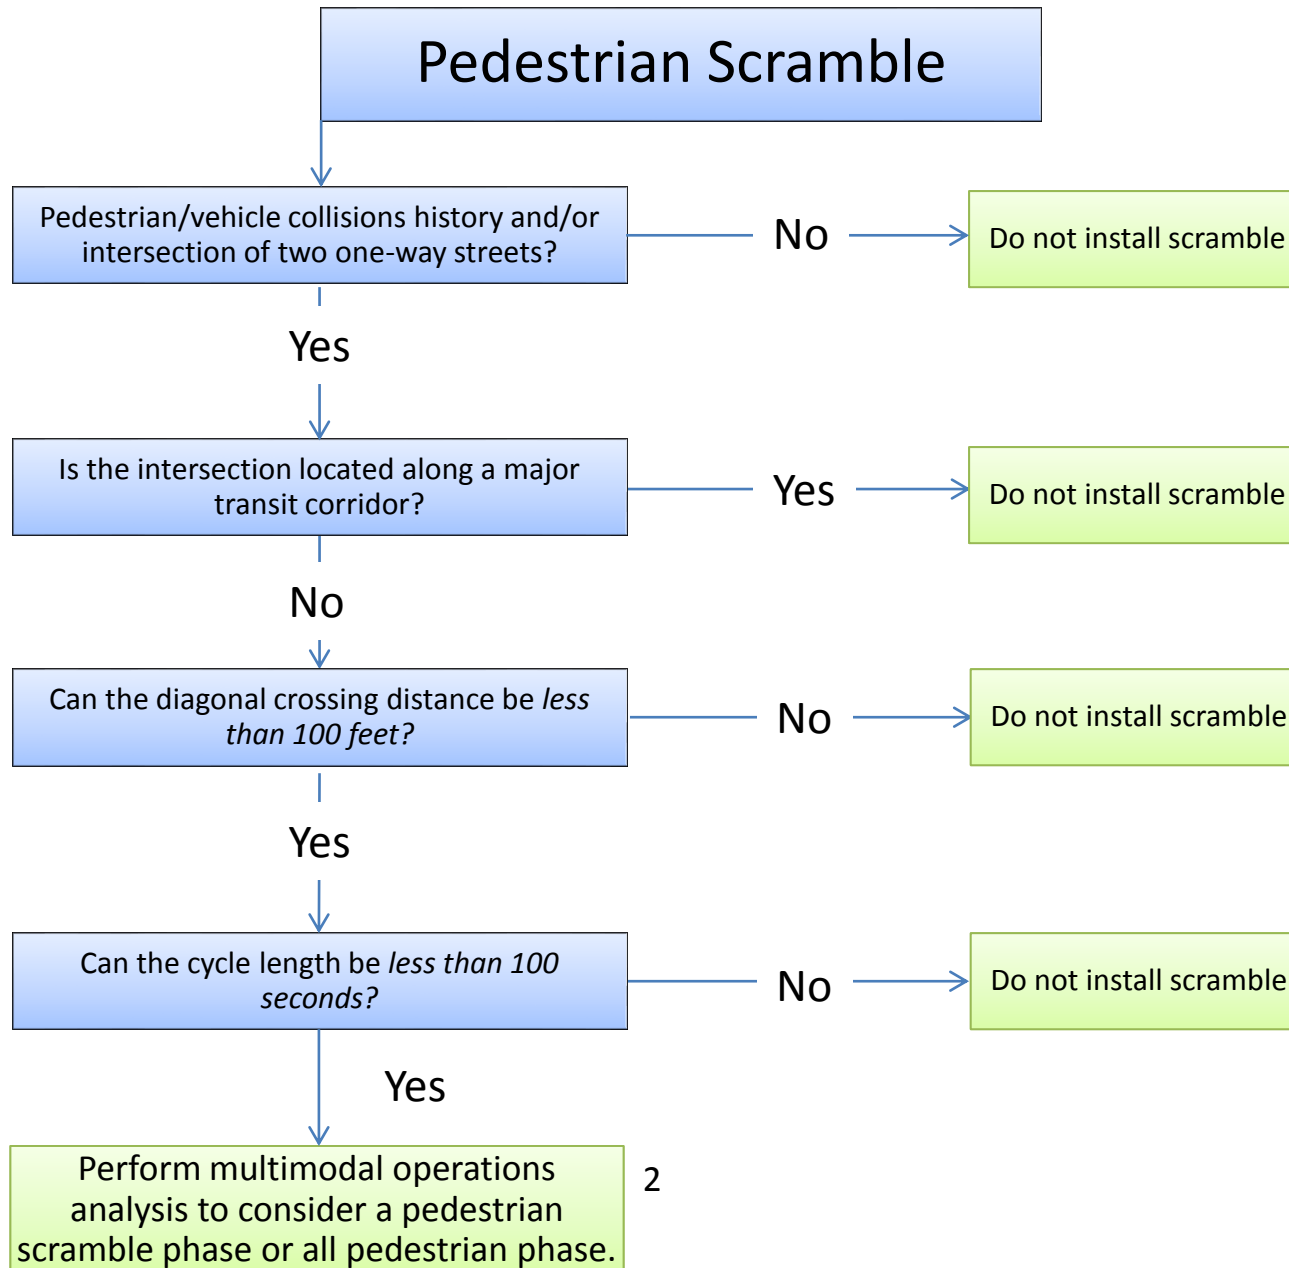 Pedestrian Scramble
Pedestrian/vehicle collisions history and/or
intersection of two one-way streets?
No
Do not install scramble
Yes
Is the intersection located along a major
transit corridor?
Yes
Do not install scramble
No
Can the diagonal crossing distance be less
than 100 feet?
No
Do not install scramble
Yes
Can the cycle length be less than 100
seconds?
No
Do not install scramble
Yes
Perform multimodal operations
analysis to consider a pedestrian
scramble phase or all pedestrian phase.
2